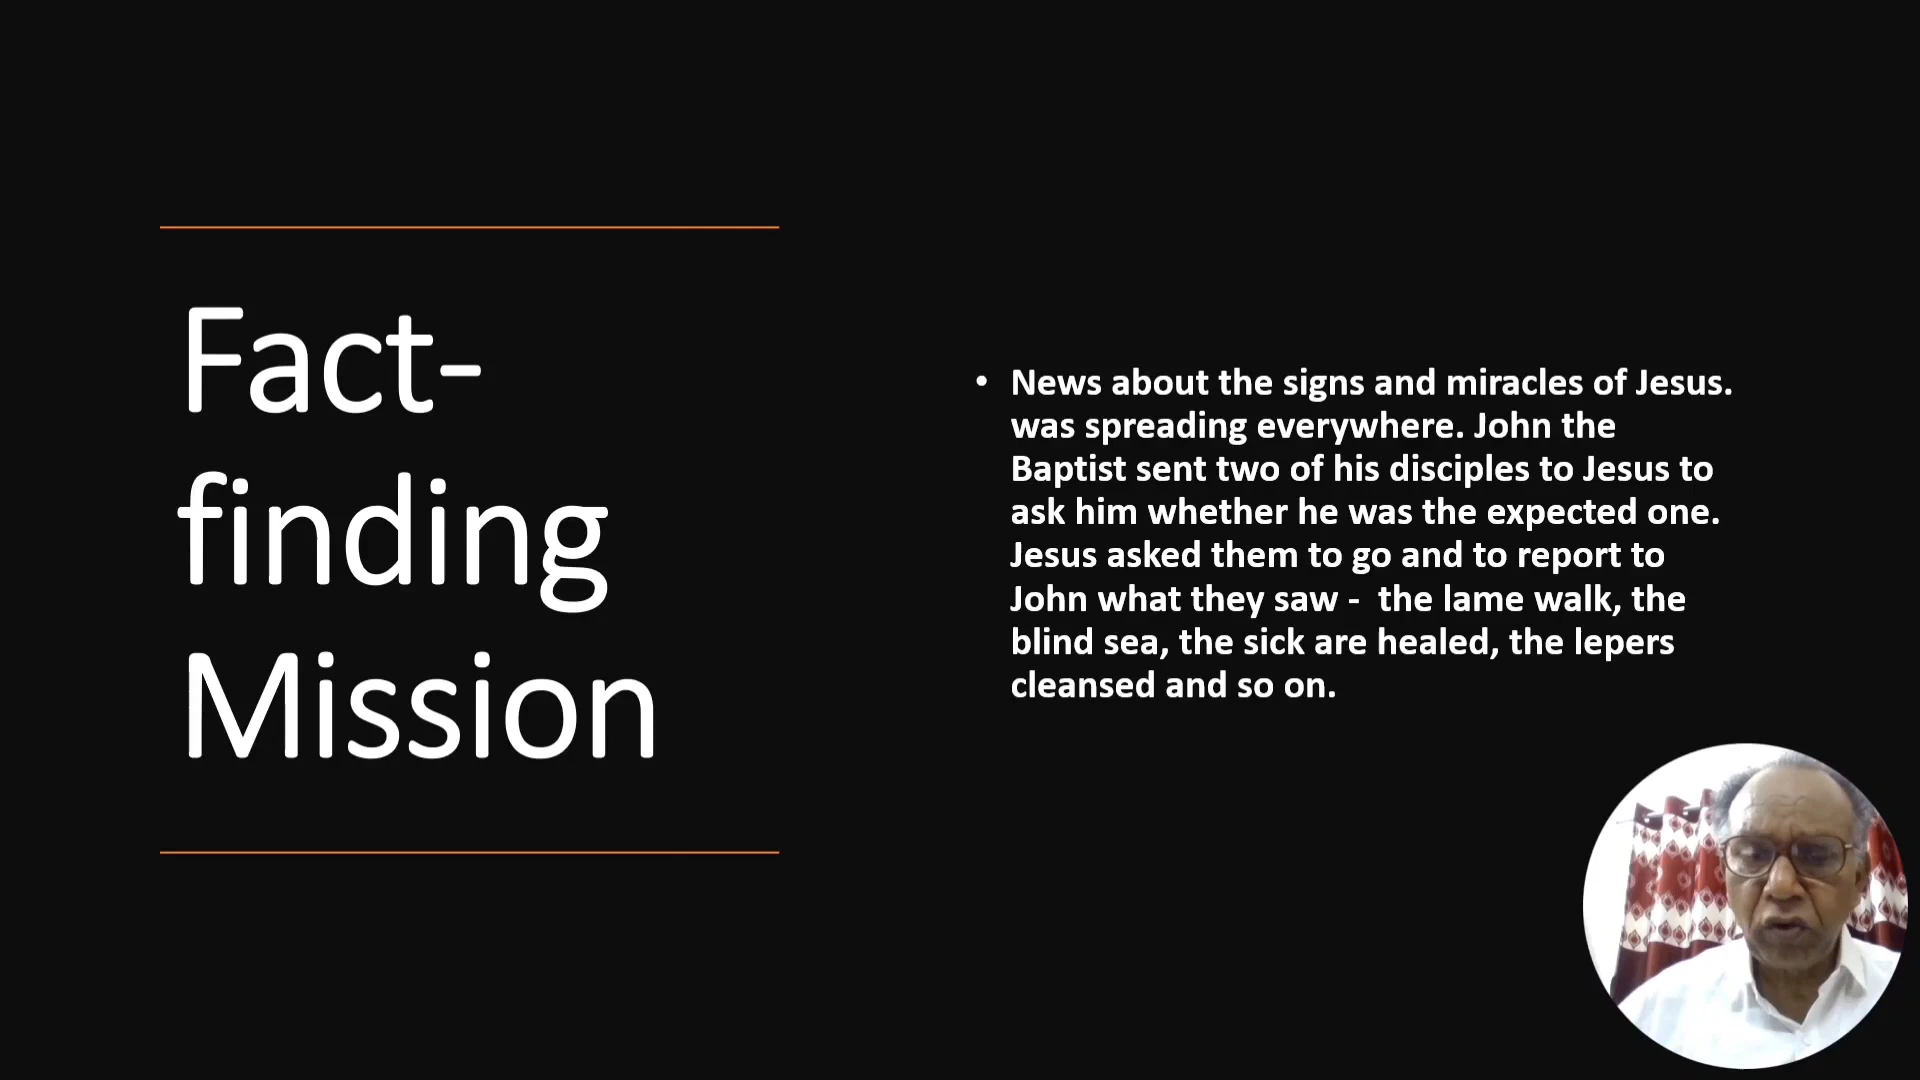 Fact-
finding
Mission
• News about the signs and miracles of Jesus.
was spreading everywhere. John the
Baptist sent two of his disciples to Jesus to
ask him whether he was the expected one.
Jesus asked them to go and to report to
John what they saw -  the lame walk, the
blind sea, the sick are healed, the lepers
cleansed and so on.